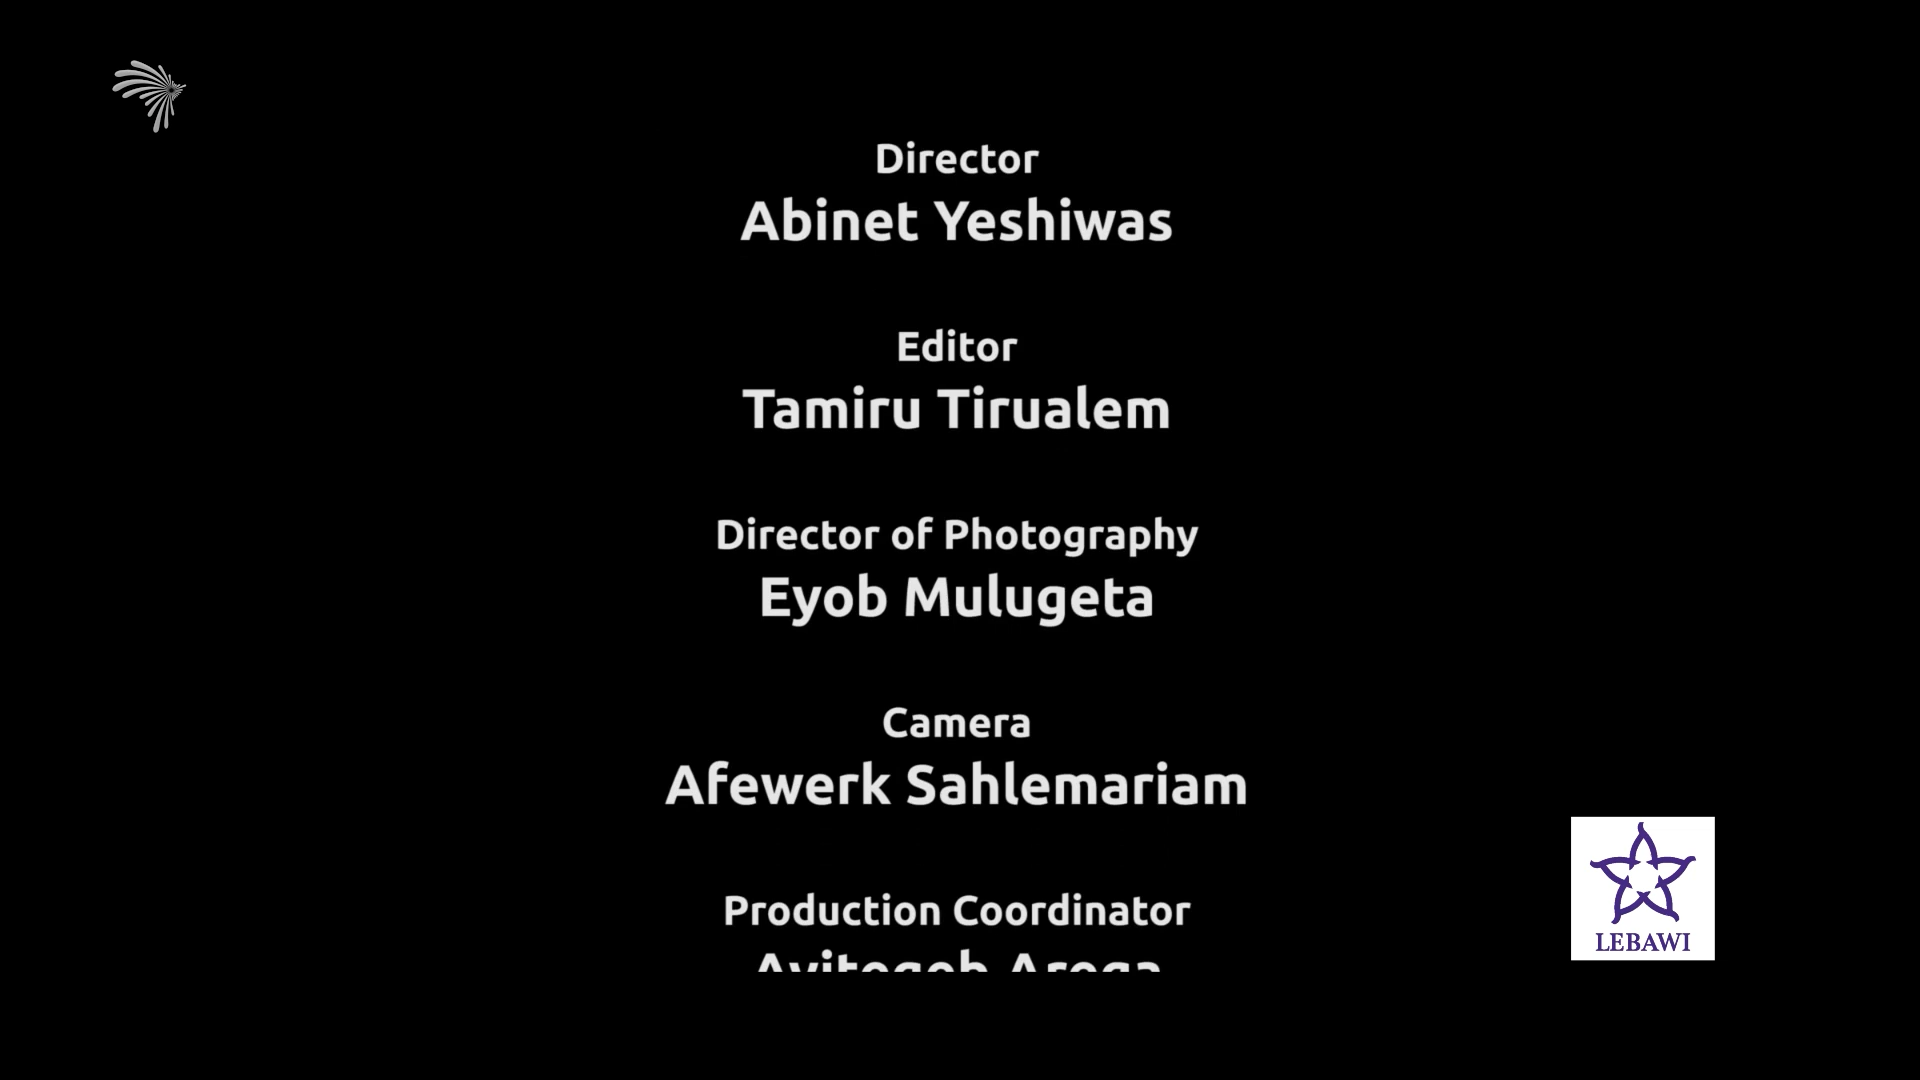 Director
Abinet Yeshiwas
Editor
Tamiru Tirualem
Director of Photography
Eyob Mulugeta
Camera
Afewerk Sahlemariam
Production Coordinator
LEBAWI